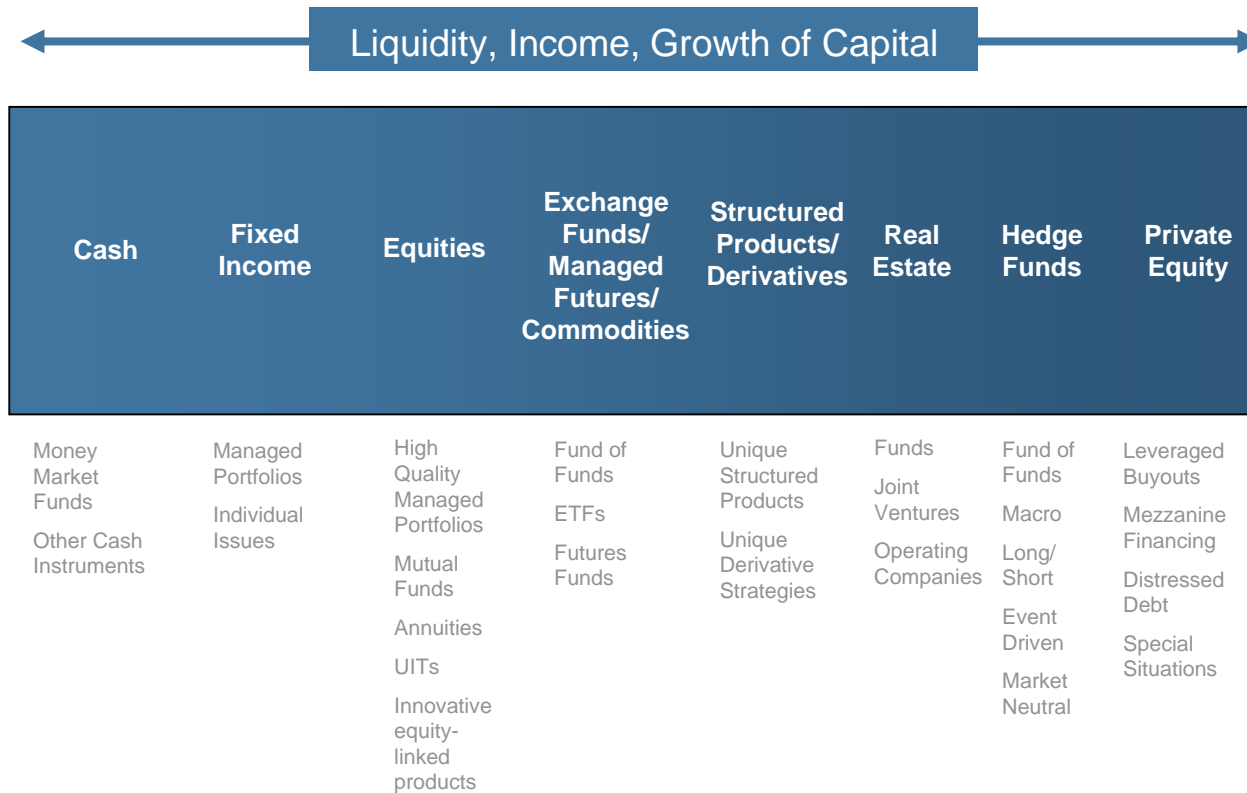 Liquidity, Income, Growth of Capital
Cash
Fixed
Income
Equities
Exchange
Funds/
Managed
Futures/
Commodities
Structured
Products/
Derivatives
Real
Estate
Hedge
Funds
Private
Equity
Money
Market
Funds
Other Cash
Instruments
Managed
Portfolios
Individual
Issues
High
Quality
Managed
Portfolios
Mutual
Funds
Annuities
UITs
Innovative
equity-
linked
products
Fund of
Funds
ETFs
Futures
Funds
Unique
Structured
Products
Unique
Derivative
Strategies
Funds
Joint
Ventures
Operating
Companies
Fund of
Funds
Macro
Long/
Short
Event
Driven
Market
Neutral
Leveraged
Buyouts
Mezzanine
Financing
Distressed
Debt
Special
Situations